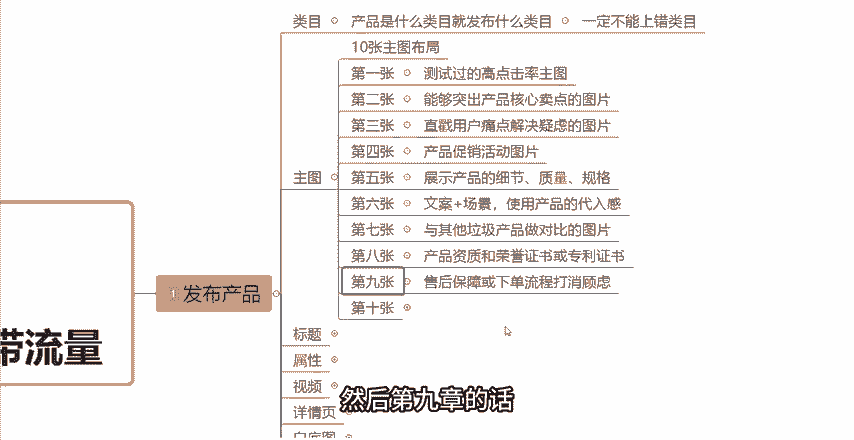 类目 产品是什么类目就发布什么类目 一定不能上错类目
10张主图布局
第一张 测试过的高点击率主图
第二张 能够突出产品核心卖点的图片
第三张 直戳用户痛点解决疑虑的图片
第四张 产品促销活动图片
主图 第五张 展示产品的细节、质量、规格
第六张 文案+场景，使用产品的代入感
第七张 与其他垃圾产品做对比的图片
第八张 产品资质和荣誉证书或专利证书
第九张 售后保障或下单流程打消顾虑
1 发布产品
第十张
标题
带流量
属性
视频
然后第九章的话
详情页
白底图